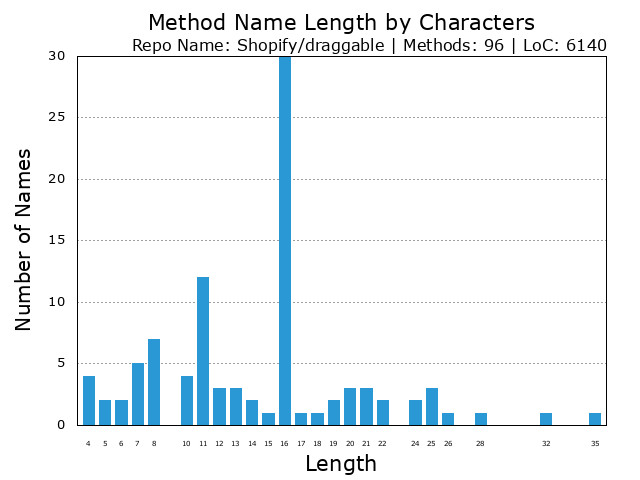 Method Name Length by Characters
Repo Name: Shopify/draggable | Methods: 96 | LoC: 6140
30
25
20
15
10
5
0
Number of Names
4 5 6 7 8 10 11 12 13 14 15 16 17 18 19 20 21 22 24 25 26 28 32 35
Length